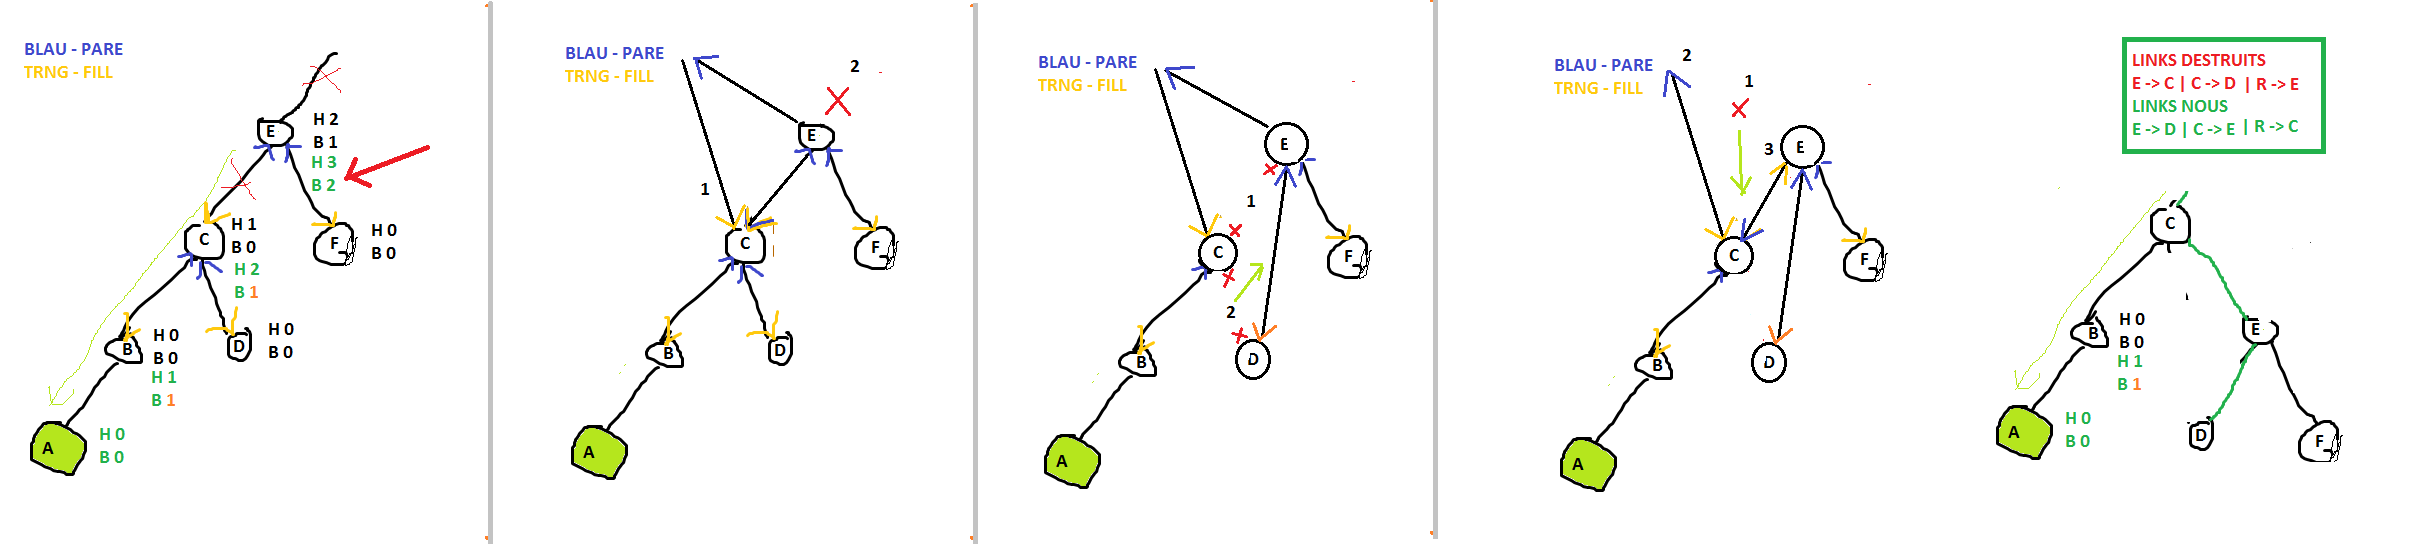 BLAU - PARE
TRNG - FILL
E
H 2
B 1
H 3
B 2
C
H 1
B 0
H 2
B 1
F
H 0
B 0
B
H 0
B 0
H 1
B 1
D
H 0
B 0
A
H 0
B 0
BLAU - PARE
TRNG - FILL
2
E
1
C
F
B
D
A
BLAU - PARE
TRNG - FILL
E
1
C
F
2
B
D
A
BLAU - PARE
TRNG - FILL
2
1
3
E
C
F
B
D
A
LINKS DESTRUITS
E -> C | C -> D | R -> E
LINKS NOUS
E -> D | C -> E | R -> C
C
B
H 0
B 0
H 1
B 1
E
A
H 0
B 0
D
F